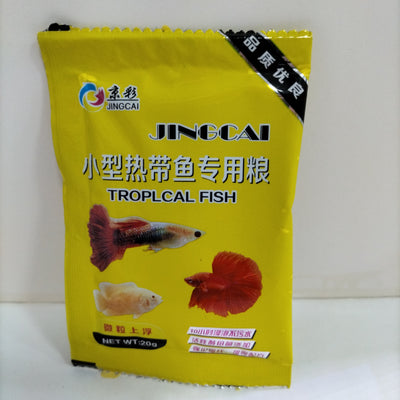 京彩
JINGCAI
品质优良
JINGCAI
小型热带鱼专用粮
TROPLCAL FISH
微粒上浮
NET WT:20g